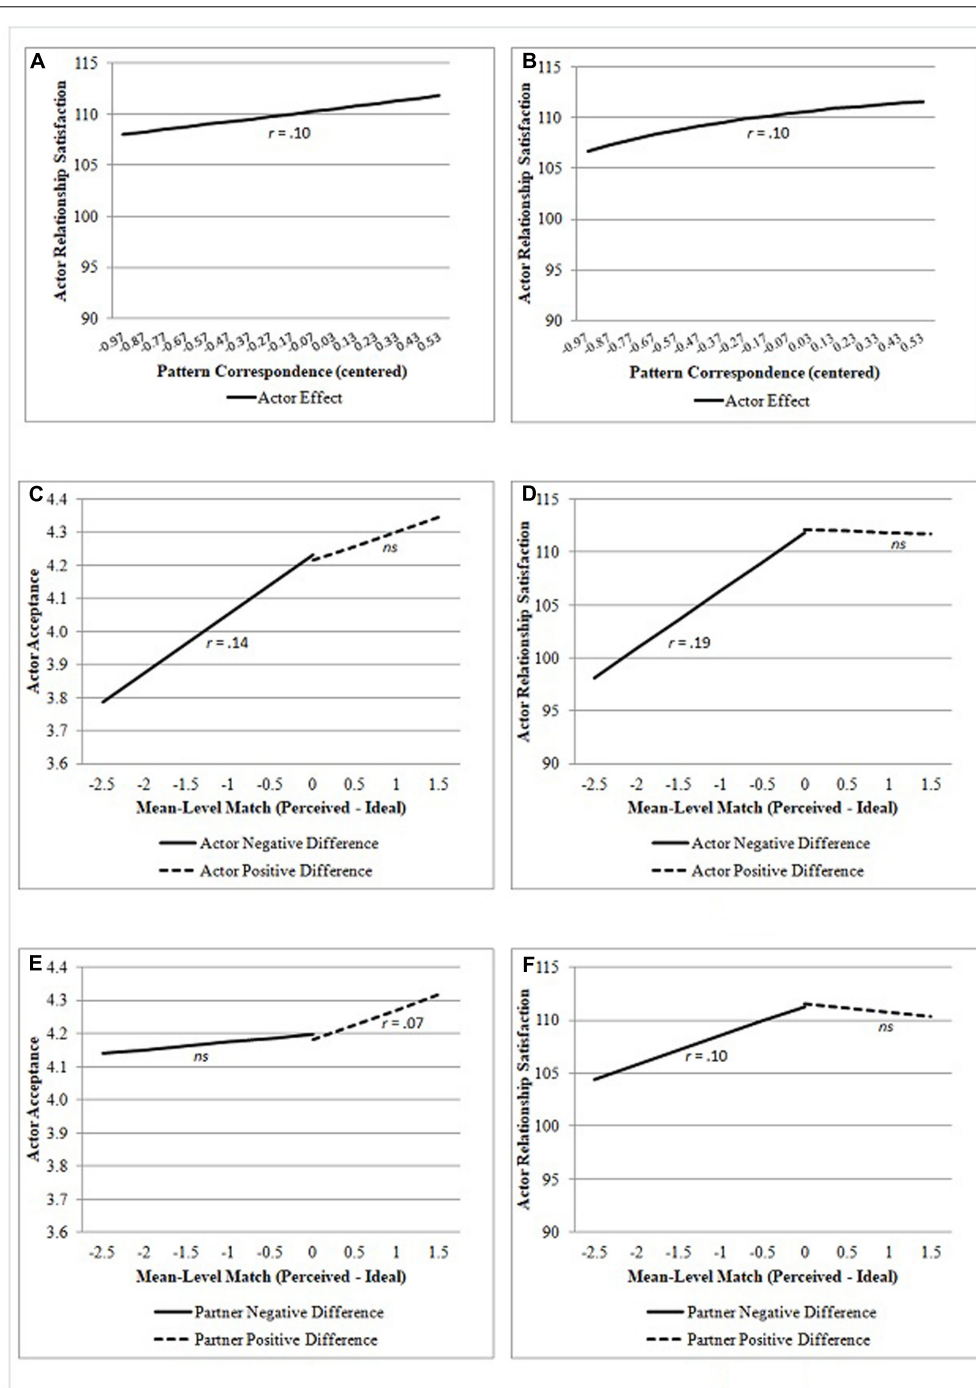 A
115
110
105
100
95
90
Actor Relationship Satisfaction
r = .10
-0.97 -0.87 -0.77 -0.67 -0.57 -0.47 -0.37 -0.27 -0.17 -0.07 0.03 0.13 0.23 0.33 0.43 0.53
Pattern Correspondence (centered)
Actor Effect
B
115
110
105
100
95
90
Actor Relationship Satisfaction
r = .10
-0.97 -0.87 -0.77 -0.67 -0.57 -0.47 -0.37 -0.27 -0.17 -0.07 0.03 0.13 0.23 0.33 0.43 0.53
Pattern Correspondence (centered)
Actor Effect
C
4.4
4.3
4.2
4.1
4.0
3.9
3.8
3.7
3.6
Actor Acceptance
ns
r = .14
-2.5 -2 -1.5 -1 -0.5 0 0.5 1 1.5
Mean-Level Match (Perceived - Ideal)
Actor Negative Difference
Actor Positive Difference
D
115
110
105
100
95
90
Actor Relationship Satisfaction
ns
r = .19
-2.5 -2 -1.5 -1 -0.5 0 0.5 1 1.5
Mean-Level Match (Perceived - Ideal)
Actor Negative Difference
Actor Positive Difference
E
4.4
4.3
4.2
4.1
4.0
3.9
3.8
3.7
3.6
Actor Acceptance
r = .07
ns
-2.5 -2 -1.5 -1 -0.5 0 0.5 1 1.5
Mean-Level Match (Perceived - Ideal)
Partner Negative Difference
Partner Positive Difference
F
115
110
105
100
95
90
Actor Relationship Satisfaction
ns
r = .10
-2.5 -2 -1.5 -1 -0.5 0 0.5 1 1.5
Mean-Level Match (Perceived - Ideal)
Partner Negative Difference
Partner Positive Difference